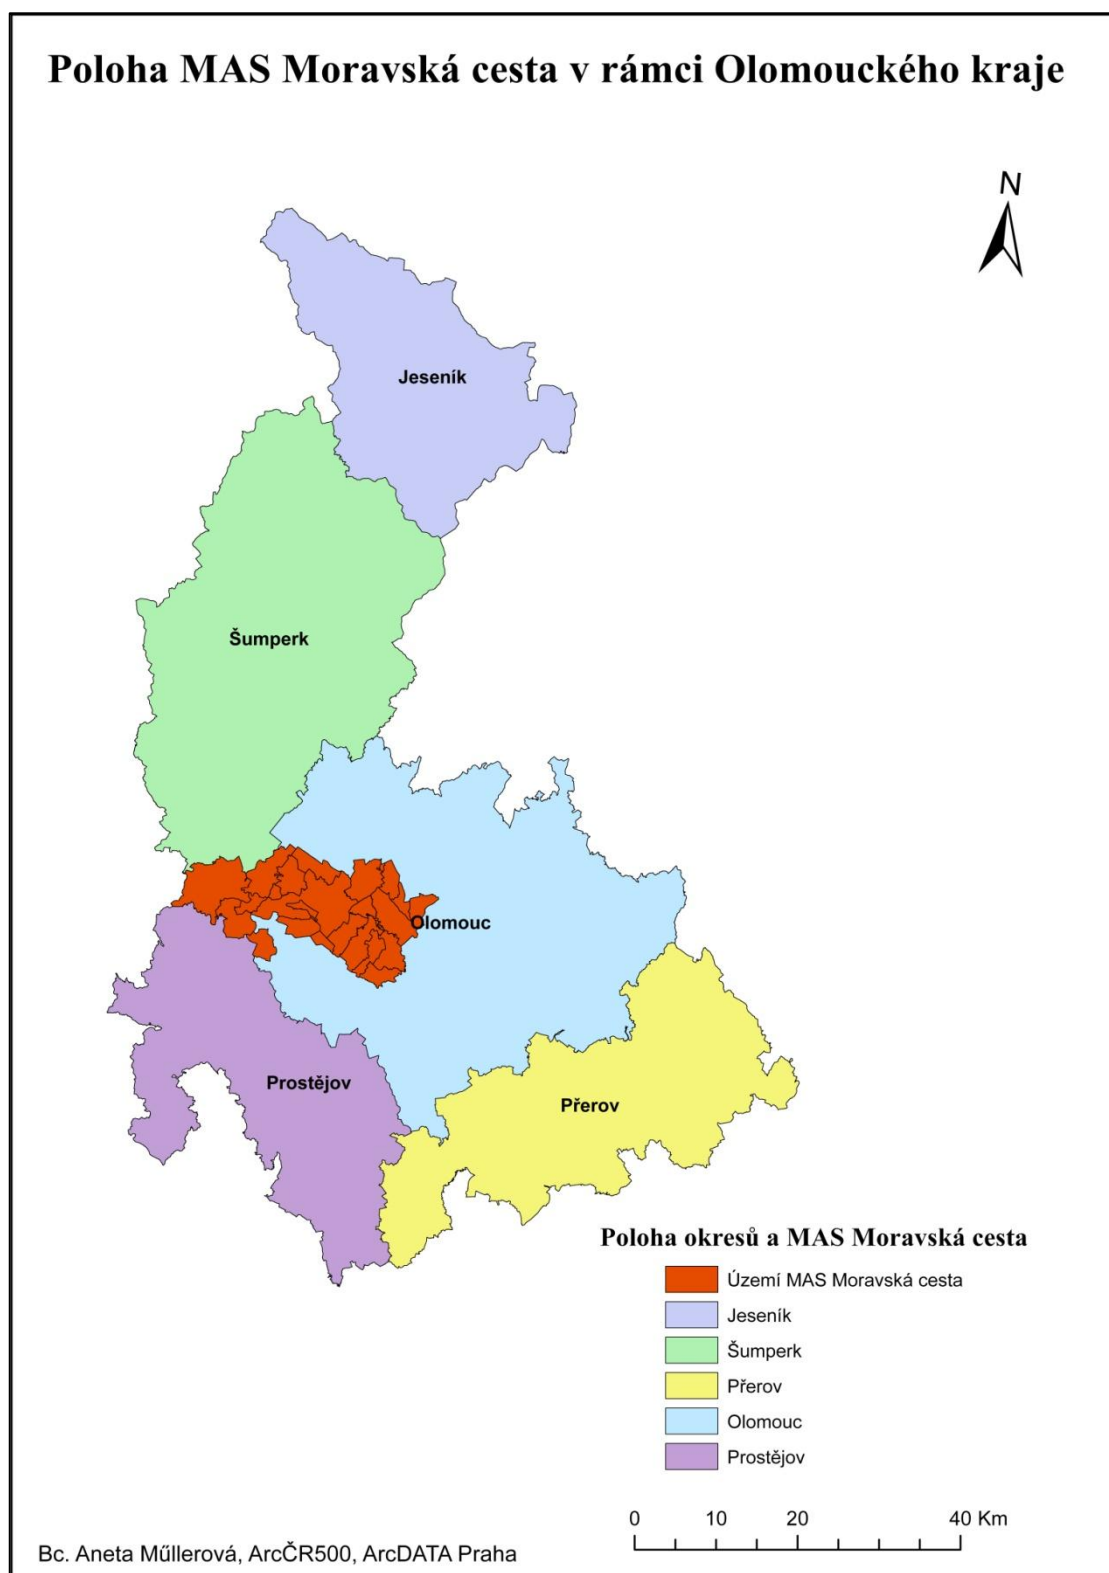 Poloha MAS Moravská cesta v rámci Olomouckého kraje
N
Jeseník
Šumperk
Olomouc
Prostějov
Přerov
Poloha okresů a MAS Moravská cesta
Území MAS Moravská cesta
Jeseník
Šumperk
Přerov
Olomouc
Prostějov
0 10 20 40 Km
Bc. Aneta Műllerová, ArcČR500, ArcDATA Praha